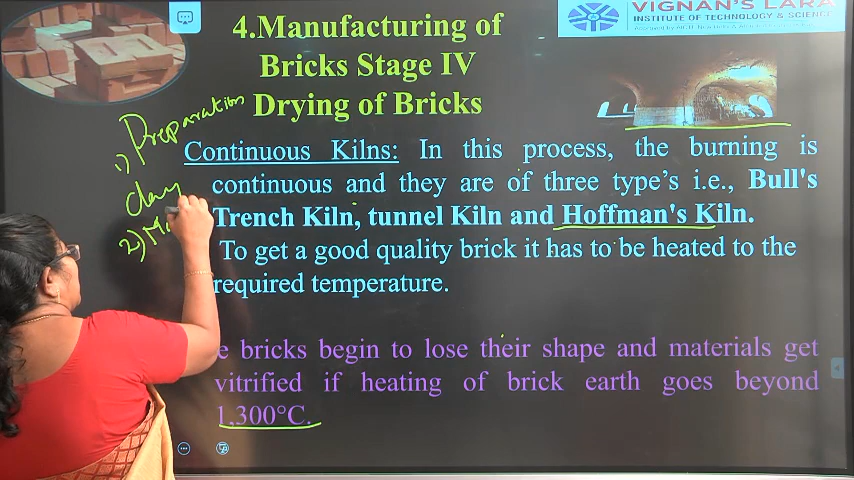 VIGNAN'S LARA
INSTITUTE OF TECHNOLOGY & SCIENCE
4.Manufacturing of
Bricks Stage IV
Drying of Bricks
1) Preparation
clay
2) Mo
Continuous Kilns: In this process, the burning is
continuous and they are of three type's i.e., Bull's
Trench Kiln, tunnel Kiln and Hoffman's Kiln.
To get a good quality brick it has to be heated to the
required temperature.
e bricks begin to lose their shape and materials get
vitrified if heating of brick earth goes beyond
1,300°C.